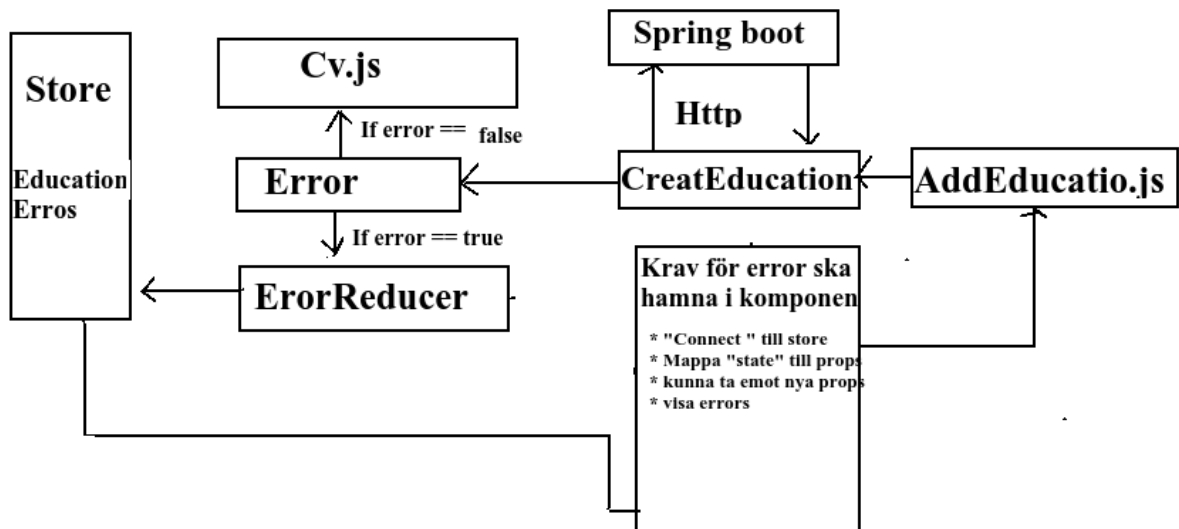 Spring boot
Cv.js
Store
Http
If error == false
Education
Erros
Error
CreatEducation
AddEducatio.js
If error == true
ErorReducer
Krav för error ska
hamna i komponen
* "Connect " till store
* Mappa "state" till props
* kunna ta emot nya props
* visa errors